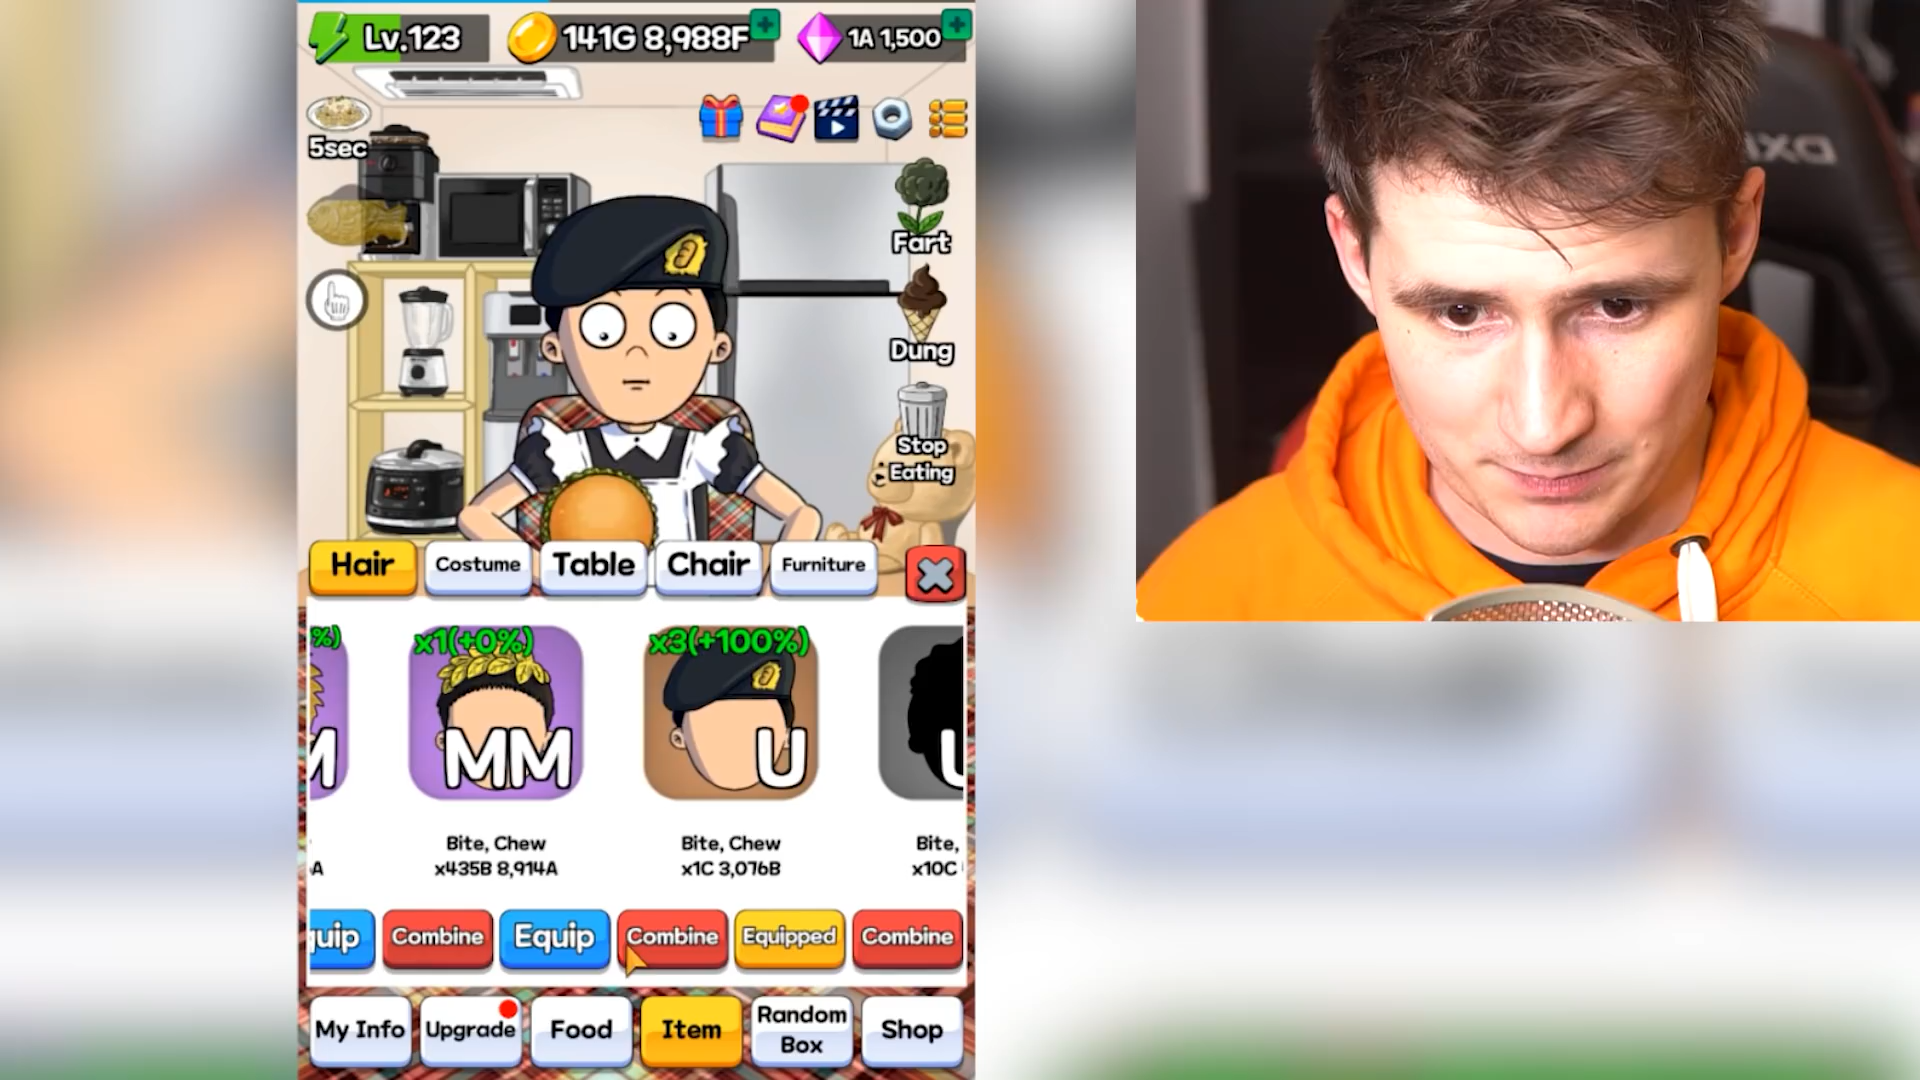 Lv.123
141G 8,988F
1A 1,500
5sec
Fart
Dung
Stop
Eating
Hair
Costume
Table
Chair
Furniture
%)
x1(+0%)
x3(+100%)
MM
U
Bite, Chew
Bite, Chew
Bite,
A
x435B 8,914A
x1C 3,076B
x10C
Combine
Equip
Combine
Equipped
Combine
My Info
Upgrade
Food
Item
Random
Box
Shop